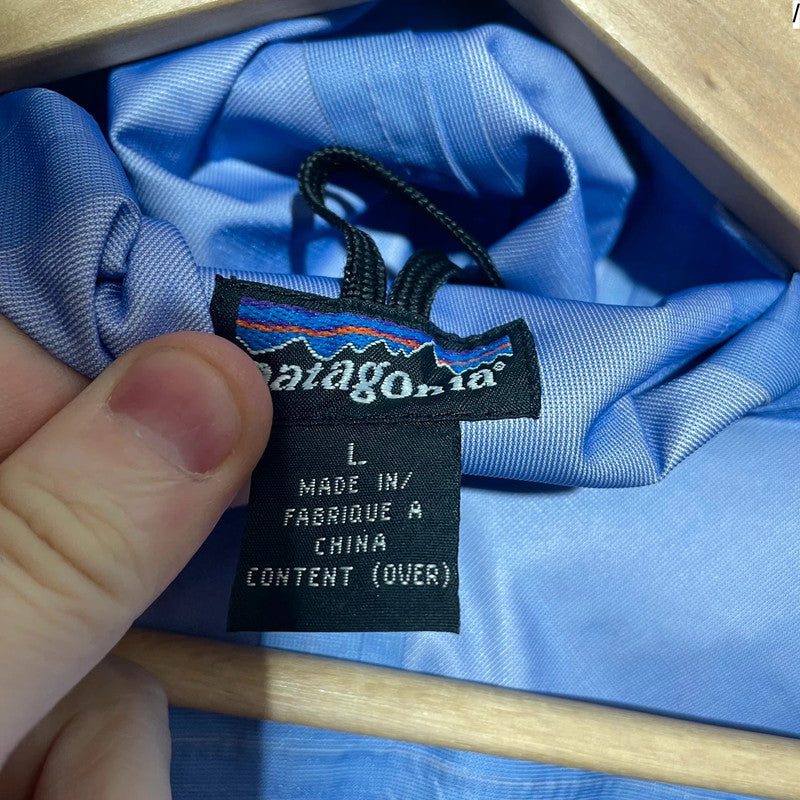 patagonia®
L
MADE IN/
FABRIQUE A
CHINA
CONTENT (OVER)